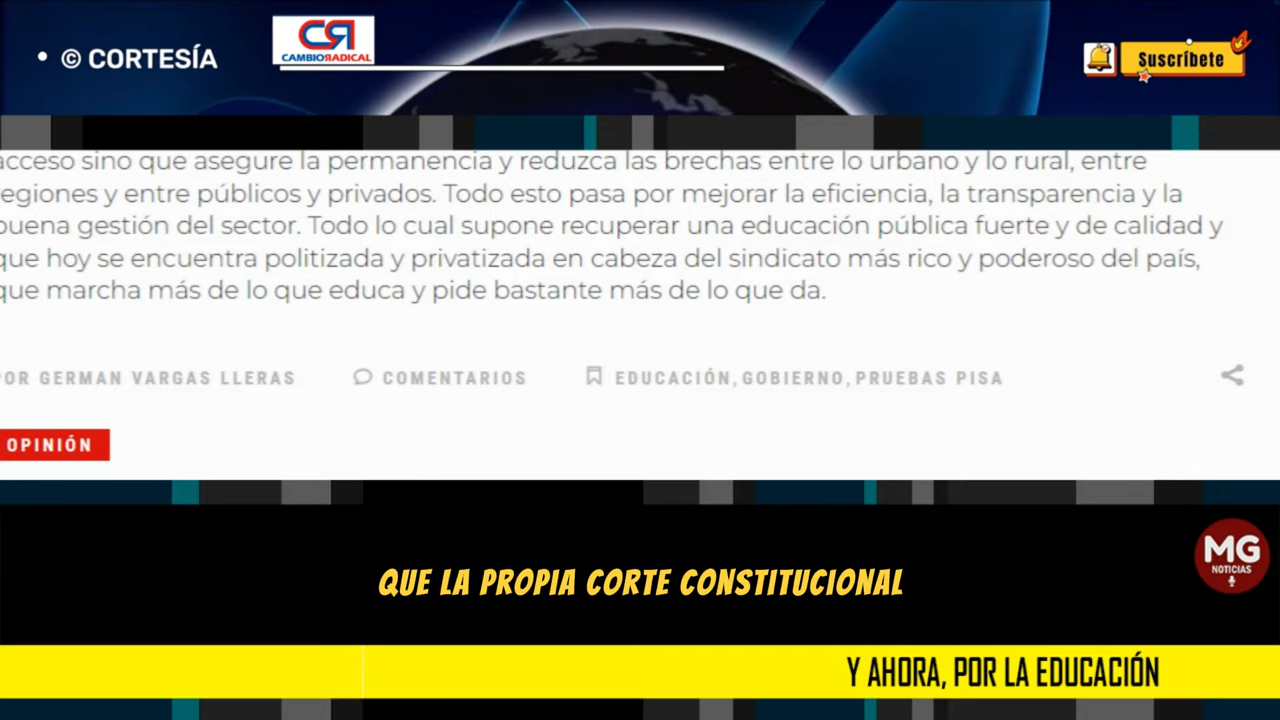 • © CORTESÍA
CR
CAMBIO RADICAL
Suscríbete
acceso sino que asegure la permanencia y reduzca las brechas entre lo urbano y lo rural, entre
regiones y entre públicos y privados. Todo esto pasa por mejorar la eficiencia, la transparencia y la
buena gestión del sector. Todo lo cual supone recuperar una educación pública fuerte y de calidad y
que hoy se encuentra politizada y privatizada en cabeza del sindicato más rico y poderoso del país,
que marcha más de lo que educa y pide bastante más de lo que da.
POR GERMAN VARGAS LLERAS COMENTARIOS EDUCACIÓN, GOBIERNO, PRUEBAS PISA
OPINIÓN
MG
NOTICIAS
QUE LA PROPIA CORTE CONSTITUCIONAL
Y AHORA, POR LA EDUCACIÓN